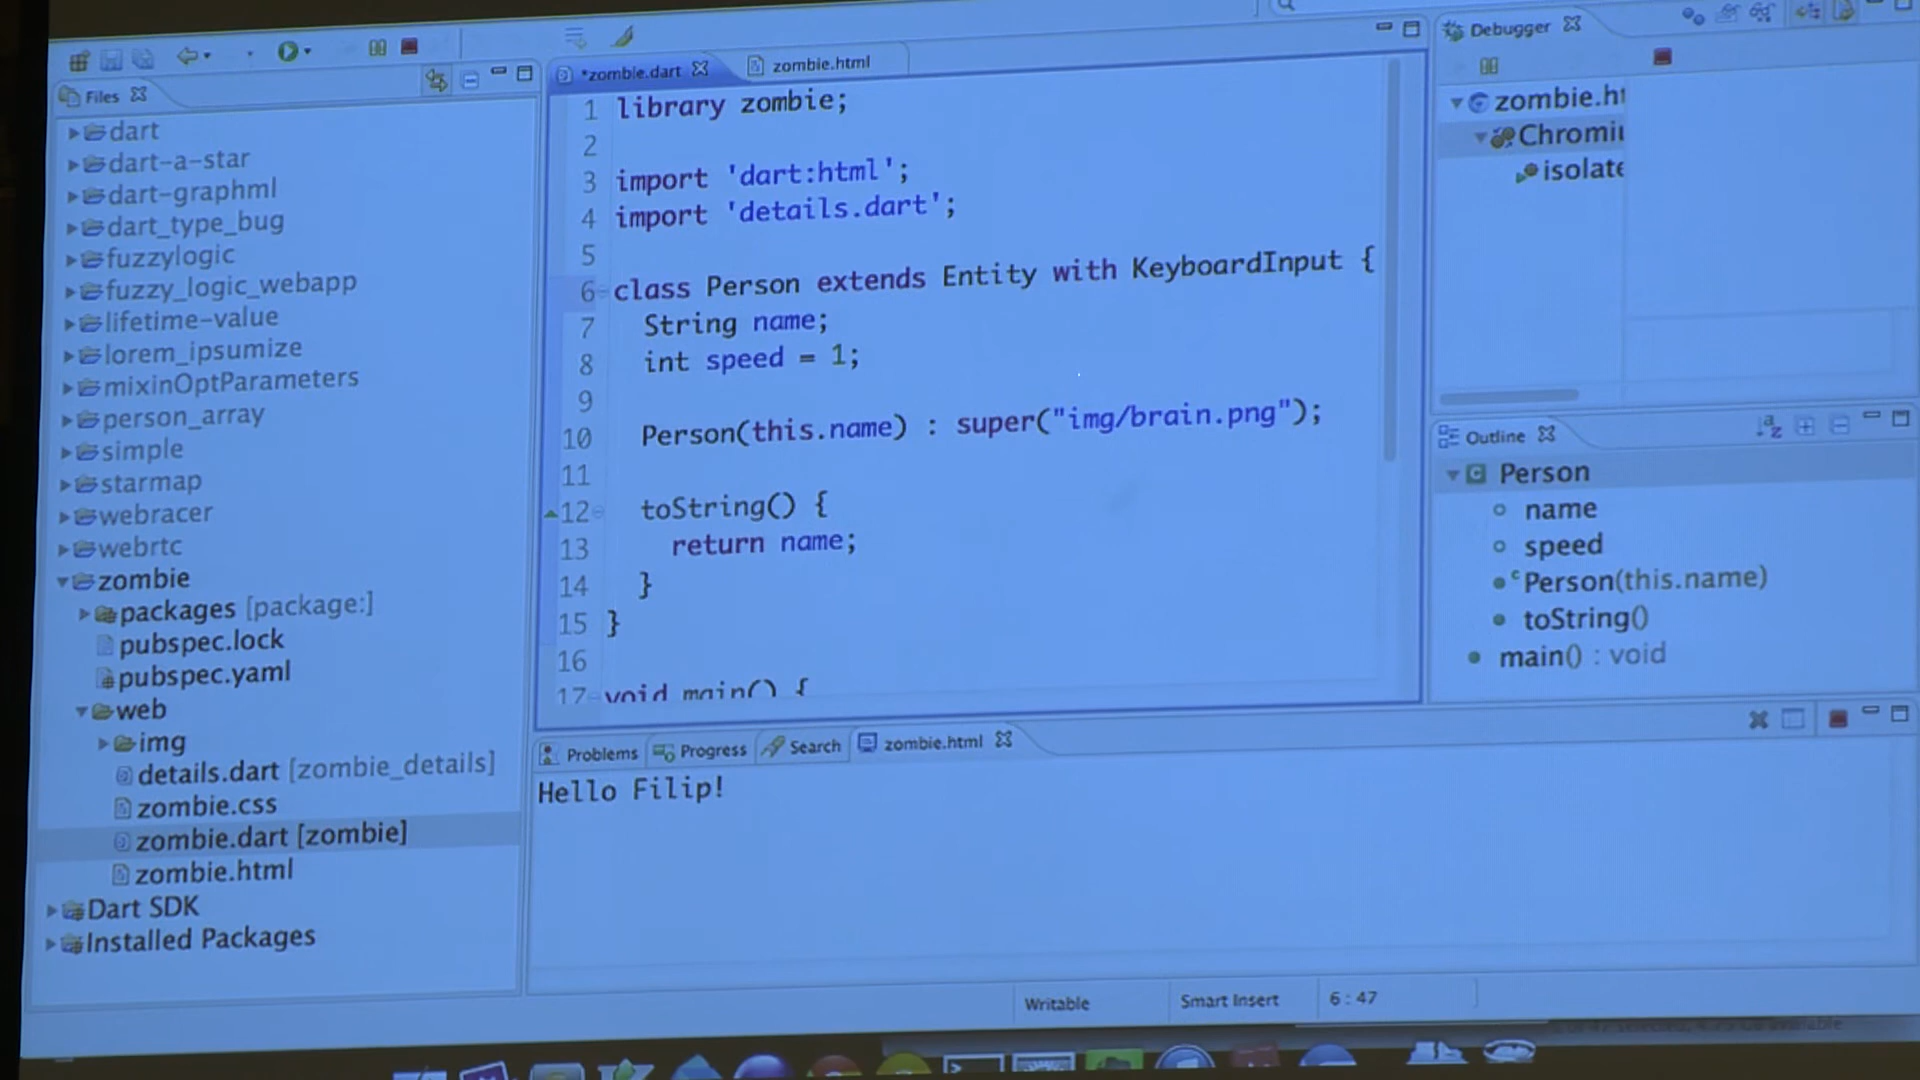 Files
dart
dart-a-star
dart-graphml
dart_type_bug
fuzzylogic
fuzzy_logic_webapp
lifetime-value
lorem_ipsumize
mixinOptParameters
person_array
simple
starmap
webracer
webrtc
zombie
packages [package:]
pubspec.lock
pubspec.yaml
web
img
details.dart [zombie_details]
zombie.css
zombie.dart [zombie]
zombie.html
Dart SDK
Installed Packages
*zombie.dart
zombie.html
1 library zombie;
2
3 import 'dart:html';
4 import 'details.dart';
5
6 class Person extends Entity with KeyboardInput {
7 String name;
8 int speed = 1;
9
10 Person(this.name) : super("img/brain.png");
11
12 toString() {
13 return name;
14 }
15 }
16
17 void main() {
Problems
Progress
Search
zombie.html
Hello Filip!
Writable
Smart Insert
6 : 47
Debugger
zombie.ht
Chromiu
isolate
Outline
Person
name
speed
Person(this.name)
toString()
main() : void